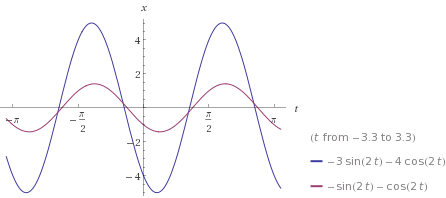 x
4
2
t
−π
−π/2
π/2
π
−2
−4
(t from −3.3 to 3.3)
−3 sin(2 t) − 4 cos(2 t)
− sin(2 t) − cos(2 t)